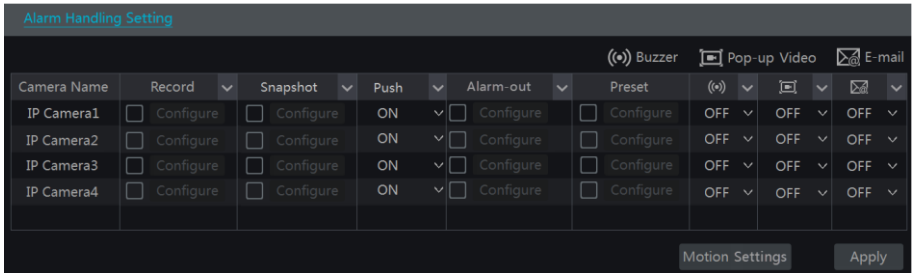 Alarm Handling Setting
Buzzer Pop-up Video E-mail
Camera Name Record Snapshot Push Alarm-out Preset
IP Camera1 Configure Configure ON Configure Configure OFF OFF OFF
IP Camera2 Configure Configure ON Configure Configure OFF OFF OFF
IP Camera3 Configure Configure ON Configure Configure OFF OFF OFF
IP Camera4 Configure Configure ON Configure Configure OFF OFF OFF
Motion Settings Apply